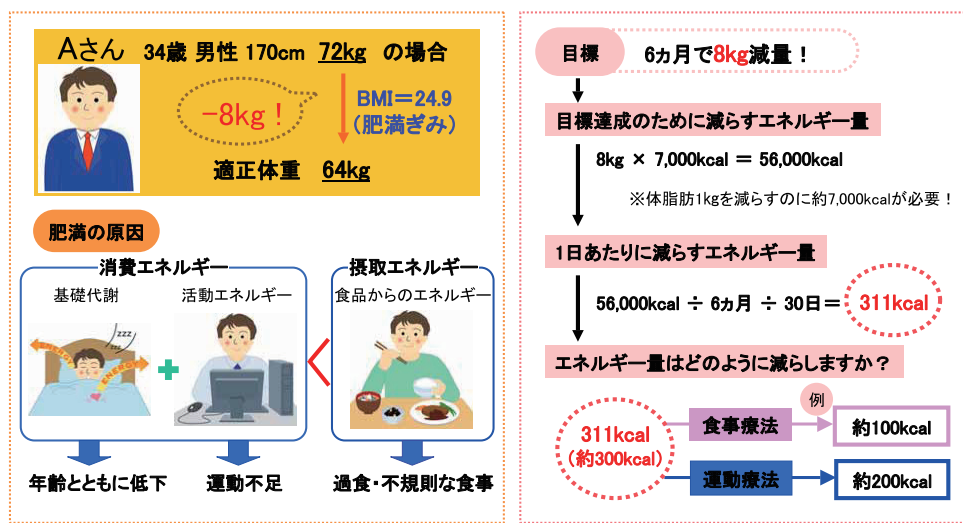 Aさん 34歳 男性 170cm 72kg の場合
-8kg！
BMI=24.9
（肥満ぎみ）
適正体重 64kg
肥満の原因
消費エネルギー
基礎代謝
活動エネルギー
ENERGY
ENERGY
zzz
zzz
摂取エネルギー
食品からのエネルギー
年齢とともに低下
運動不足
過食・不規則な食事
目標
6ヵ月で8kg減量！
目標達成のために減らすエネルギー量
8kg × 7,000kcal ＝ 56,000kcal
※体脂肪1kgを減らすのに約7,000kcalが必要！
1日あたりに減らすエネルギー量
56,000kcal ÷ 6ヵ月 ÷ 30日＝ 311kcal
エネルギー量はどのように減らしますか？
311kcal
（約300kcal）
例
食事療法
約100kcal
運動療法
約200kcal